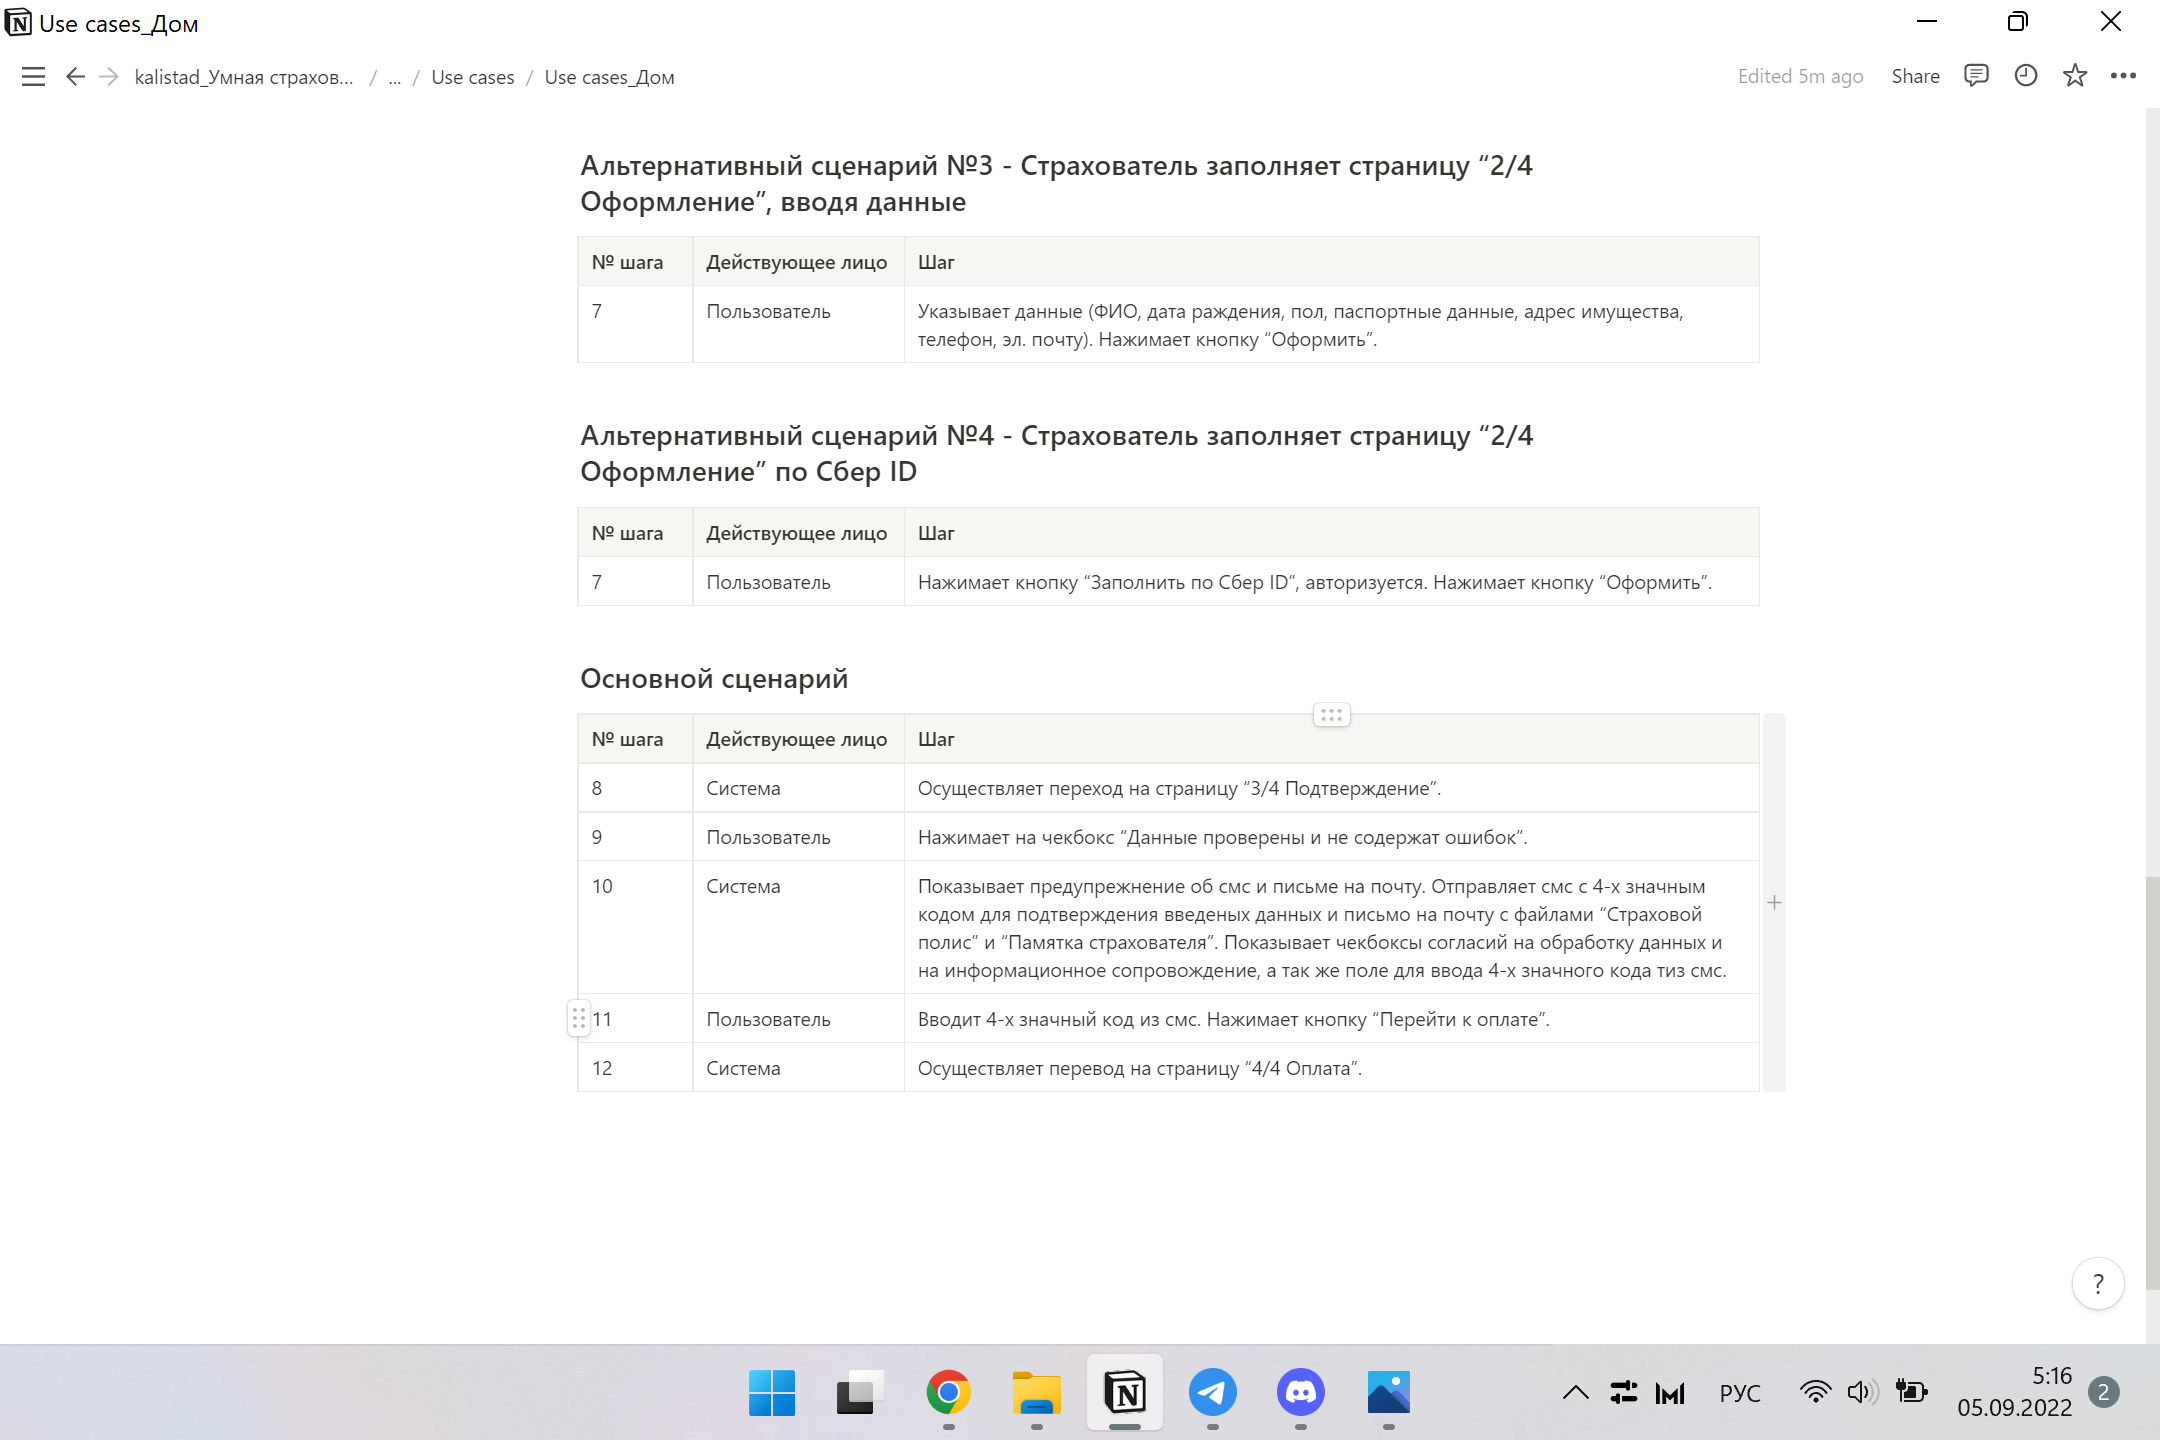 Use cases_Дом
kalistad_Умная страхов... / ... / Use cases / Use cases_Дом
Edited 5m ago Share
Альтернативный сценарий №3 - Страхователь заполняет страницу “2/4
Оформление”, вводя данные
№ шага Действующее лицо Шаг
7 Пользователь Указывает данные (ФИО, дата раждения, пол, паспортные данные, адрес имущества,
телефон, эл. почту). Нажимает кнопку “Оформить”.
Альтернативный сценарий №4 - Страхователь заполняет страницу “2/4
Оформление” по Сбер ID
№ шага Действующее лицо Шаг
7 Пользователь Нажимает кнопку “Заполнить по Сбер ID”, авторизуется. Нажимает кнопку “Оформить”.
Основной сценарий
№ шага Действующее лицо Шаг
8 Система Осуществляет переход на страницу “3/4 Подтверждение”.
9 Пользователь Нажимает на чекбокс “Данные проверены и не содержат ошибок”.
10 Система Показывает предупрежнение об смс и письме на почту. Отправляет смс с 4-х значным
кодом для подтверждения введеных данных и письмо на почту с файлами “Страховой
полис” и “Памятка страхователя”. Показывает чекбоксы согласий на обработку данных и
на информационное сопровождение, а так же поле для ввода 4-х значного кода тиз смс.
11 Пользователь Вводит 4-х значный код из смс. Нажимает кнопку “Перейти к оплате”.
12 Система Осуществляет перевод на страницу “4/4 Оплата”.
?
РУС
5:16
05.09.2022
2